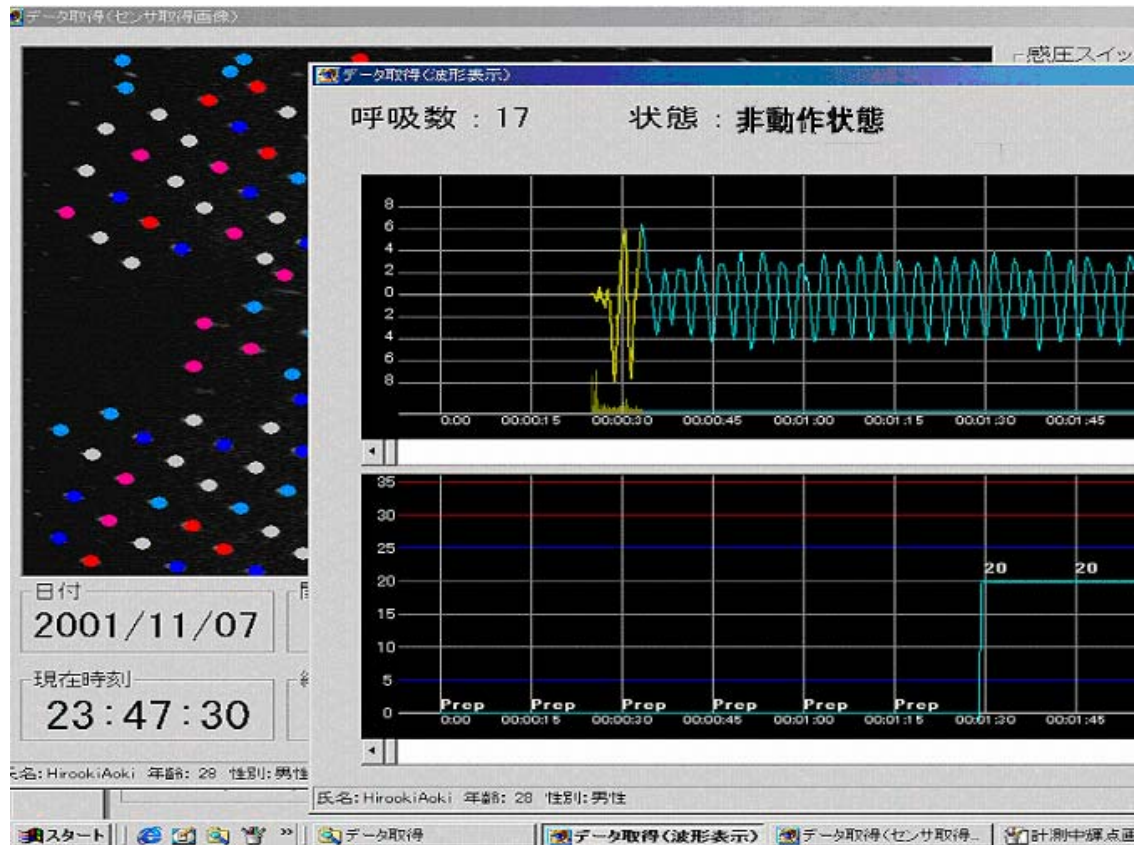 データ取得(センサ取得画像)
感圧スイッ
データ取得(波形表示)
呼吸数 : 17 状態 : 非動作状態
8
6
4
2
0
2
4
6
8
0:00 00:00:15 00:00:30 00:00:45 00:01:00 00:01:15 00:01:30 00:01:45
35
30
25
20
15
10
5
0
20 20
Prep Prep Prep Prep Prep Prep
0:00 00:00:15 00:00:30 00:00:45 00:01:00 00:01:15 00:01:30 00:01:45
日付
2001/11/07
現在時刻
23:47:30
氏名:HirookiAoki 年齢: 28 性別:男性
氏名:HirookiAoki 年齢: 28 性別:男性
スタート » データ取得 データ取得(波形表示) データ取得(センサ取得... 計測中輝点画